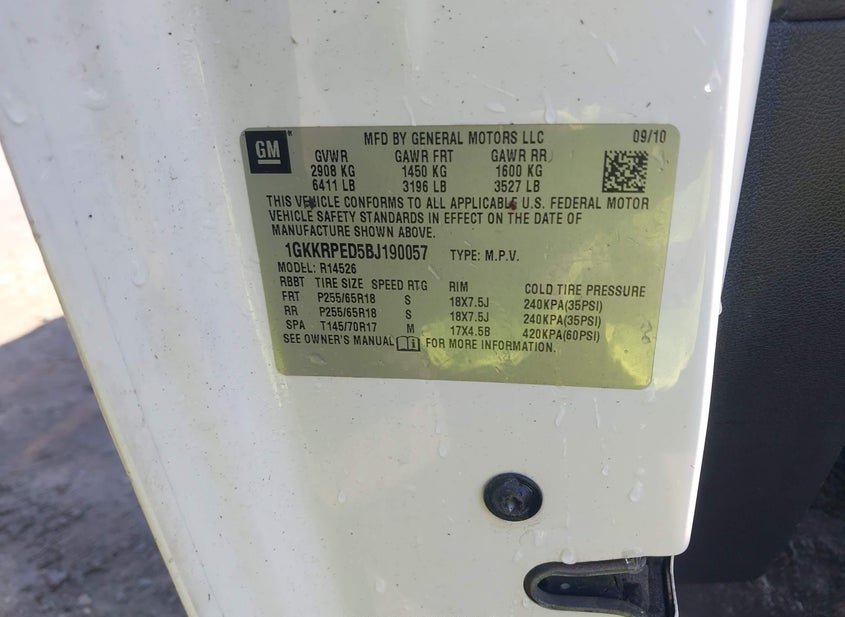 GM MFD BY GENERAL MOTORS LLC 09/10
GVWR GAWR FRT GAWR RR
2908 KG 1450 KG 1600 KG
6411 LB 3196 LB 3527 LB
THIS VEHICLE CONFORMS TO ALL APPLICABLE U.S. FEDERAL MOTOR
VEHICLE SAFETY STANDARDS IN EFFECT ON THE DATE OF
MANUFACTURE SHOWN ABOVE.
1GKKRPED5BJ190057 TYPE: M.P.V.
MODEL: R14526
RBBT TIRE SIZE SPEED RTG RIM COLD TIRE PRESSURE
FRT P255/65R18 S 18X7.5J 240KPA(35PSI)
RR P255/65R18 S 18X7.5J 240KPA(35PSI)
SPA T145/70R17 M 17X4.5B 420KPA(60PSI)
SEE OWNER'S MANUAL FOR MORE INFORMATION.